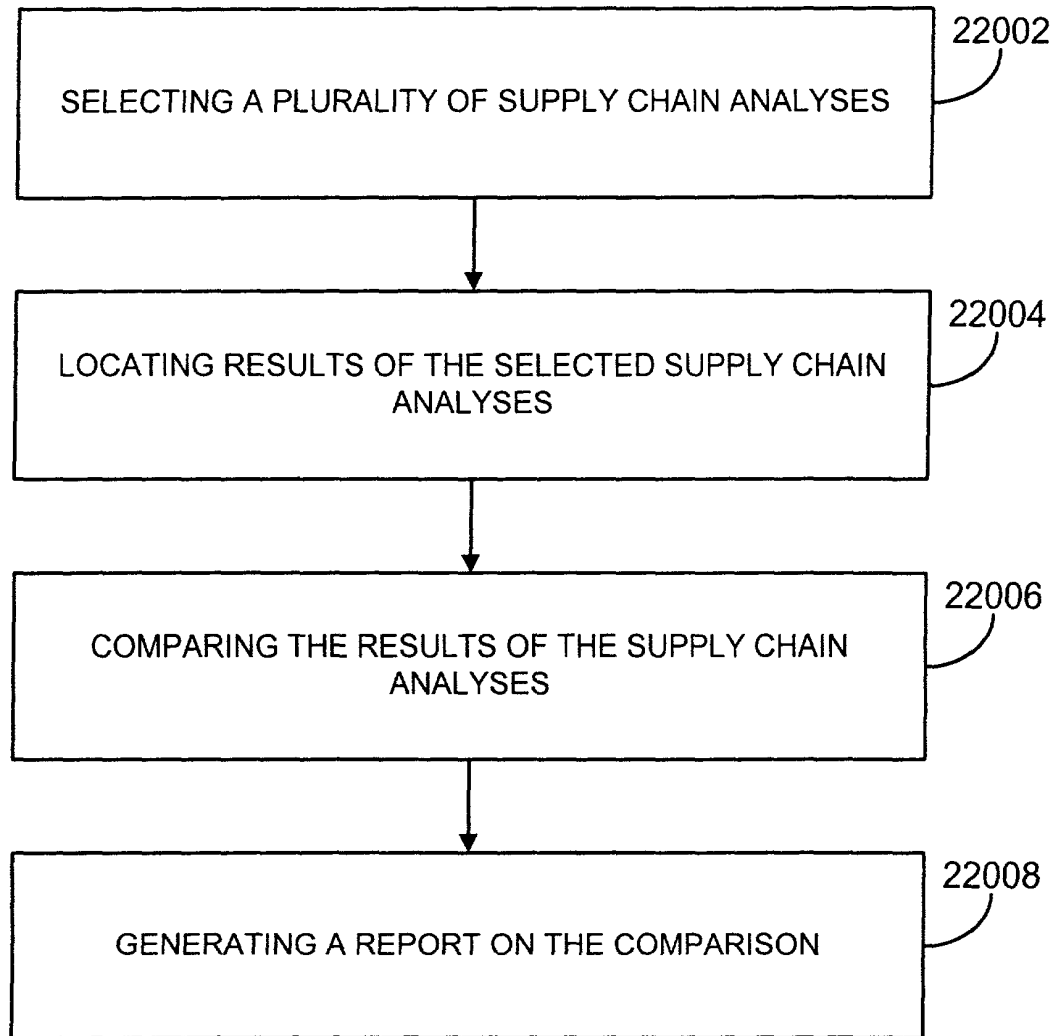 22002
SELECTING A PLURALITY OF SUPPLY CHAIN ANALYSES
22004
LOCATING RESULTS OF THE SELECTED SUPPLY CHAIN
ANALYSES
22006
COMPARING THE RESULTS OF THE SUPPLY CHAIN
ANALYSES
22008
GENERATING A REPORT ON THE COMPARISON